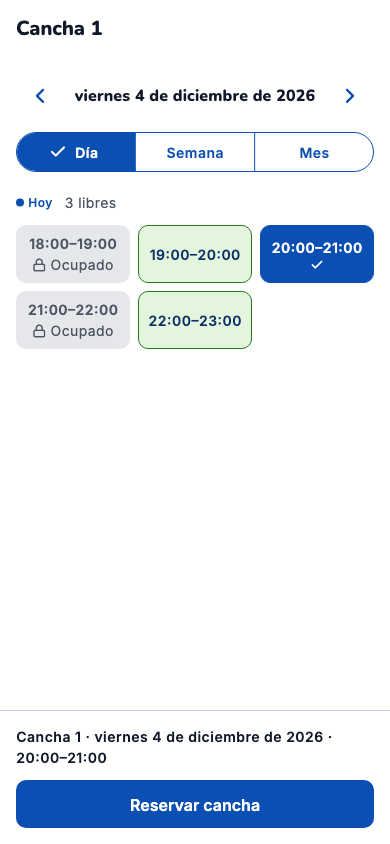 Cancha 1
viernes 4 de diciembre de 2026
Día
Semana
Mes
Hoy 3 libres
18:00–19:00
Ocupado
19:00–20:00
20:00–21:00
21:00–22:00
Ocupado
22:00–23:00
Cancha 1 · viernes 4 de diciembre de 2026 ·
20:00–21:00
Reservar cancha